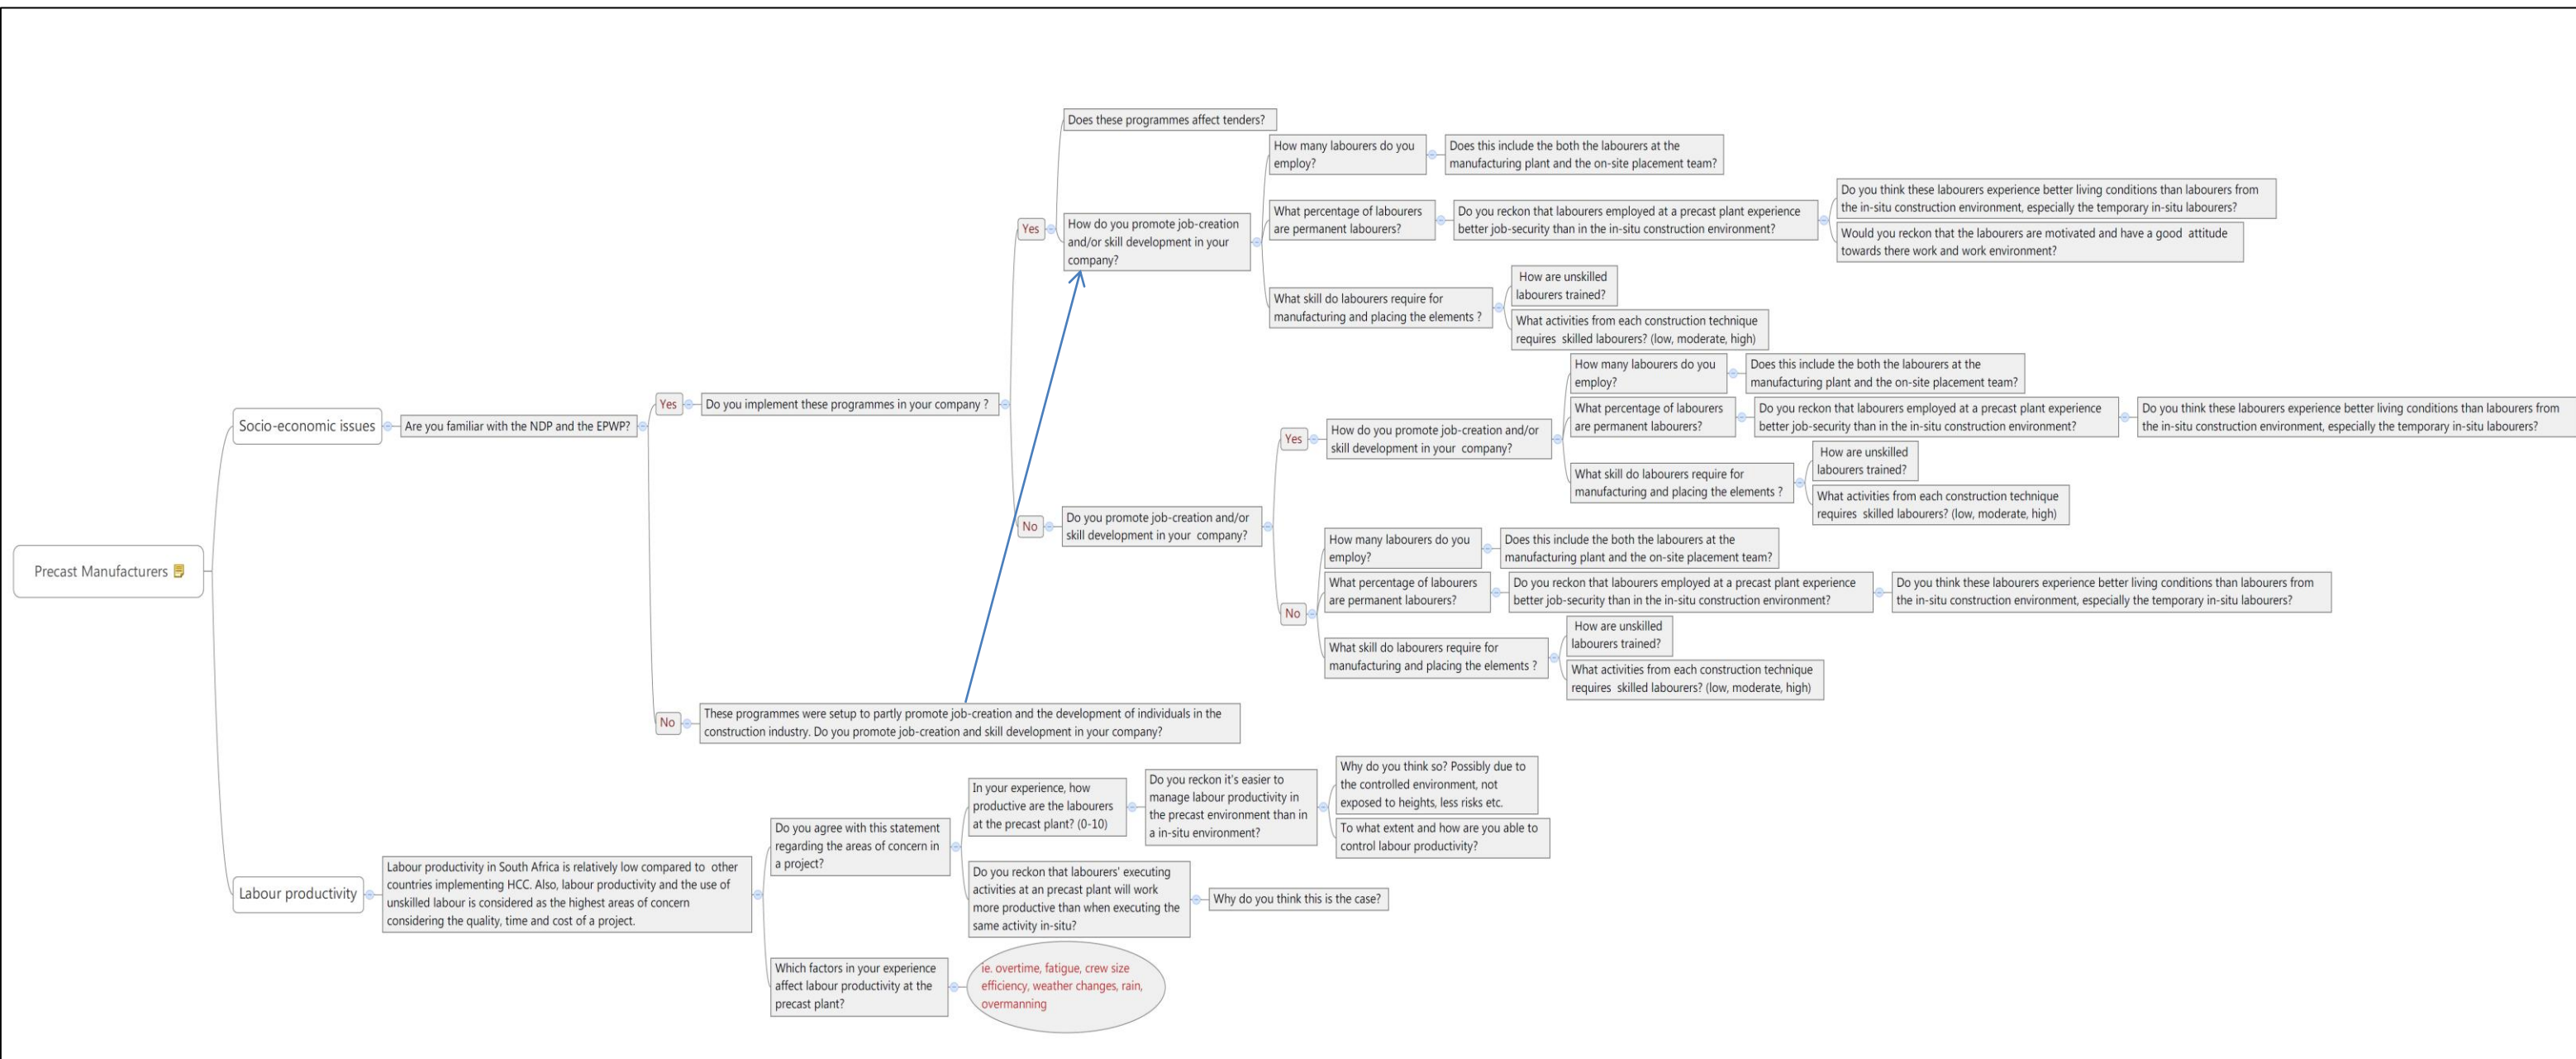 Precast Manufacturers
Socio-economic issues
Are you familiar with the NDP and the EPWP?
Yes
Do you implement these programmes in your company ?
Yes
Does these programmes affect tenders?
How do you promote job-creation
and/or skill development in your
company?
How many labourers do you
employ?
Does this include the both the labourers at the
manufacturing plant and the on-site placement team?
What percentage of labourers
are permanent labourers?
Do you reckon that labourers employed at a precast plant experience
better job-security than in the in-situ construction environment?
Do you think these labourers experience better living conditions than labourers from
the in-situ construction environment, especially the temporary in-situ labourers?
Would you reckon that the labourers are motivated and have a good  attitude
towards there work and work environment?
What skill do labourers require for
manufacturing and placing the elements ?
How are unskilled
labourers trained?
What activities from each construction technique
requires  skilled labourers? (low, moderate, high)
No
Do you promote job-creation and/or
skill development in your  company?
Yes
How do you promote job-creation and/or
skill development in your  company?
How many labourers do you
employ?
Does this include the both the labourers at the
manufacturing plant and the on-site placement team?
What percentage of labourers
are permanent labourers?
Do you reckon that labourers employed at a precast plant experience
better job-security than in the in-situ construction environment?
Do you think these labourers experience better living conditions than labourers from
the in-situ construction environment, especially the temporary in-situ labourers?
What skill do labourers require for
manufacturing and placing the elements ?
How are unskilled
labourers trained?
What activities from each construction technique
requires  skilled labourers? (low, moderate, high)
No
How many labourers do you
employ?
Does this include the both the labourers at the
manufacturing plant and the on-site placement team?
What percentage of labourers
are permanent labourers?
Do you reckon that labourers employed at a precast plant experience
better job-security than in the in-situ construction environment?
Do you think these labourers experience better living conditions than labourers from
the in-situ construction environment, especially the temporary in-situ labourers?
What skill do labourers require for
manufacturing and placing the elements ?
How are unskilled
labourers trained?
What activities from each construction technique
requires  skilled labourers? (low, moderate, high)
No
These programmes were setup to partly promote job-creation and the development of individuals in the
construction industry. Do you promote job-creation and skill development in your company?
Labour productivity
Labour productivity in South Africa is relatively low compared to  other
countries implementing HCC. Also, labour productivity and the use of
unskilled labour is considered as the highest areas of concern
considering the quality, time and cost of a project.
Do you agree with this statement
regarding the areas of concern in
a project?
In your experience, how
productive are the labourers
at the precast plant? (0-10)
Do you reckon it's easier to
manage labour productivity in
the precast environment than in
a in-situ environment?
Why do you think so? Possibly due to
the controlled environment, not
exposed to heights, less risks etc.
To what extent and how are you able to
control labour productivity?
Do you reckon that labourers' executing
activities at an precast plant will work
more productive than when executing the
same activity in-situ?
Why do you think this is the case?
Which factors in your experience
affect labour productivity at the
precast plant?
ie. overtime, fatigue, crew size
efficiency, weather changes, rain,
overmanning